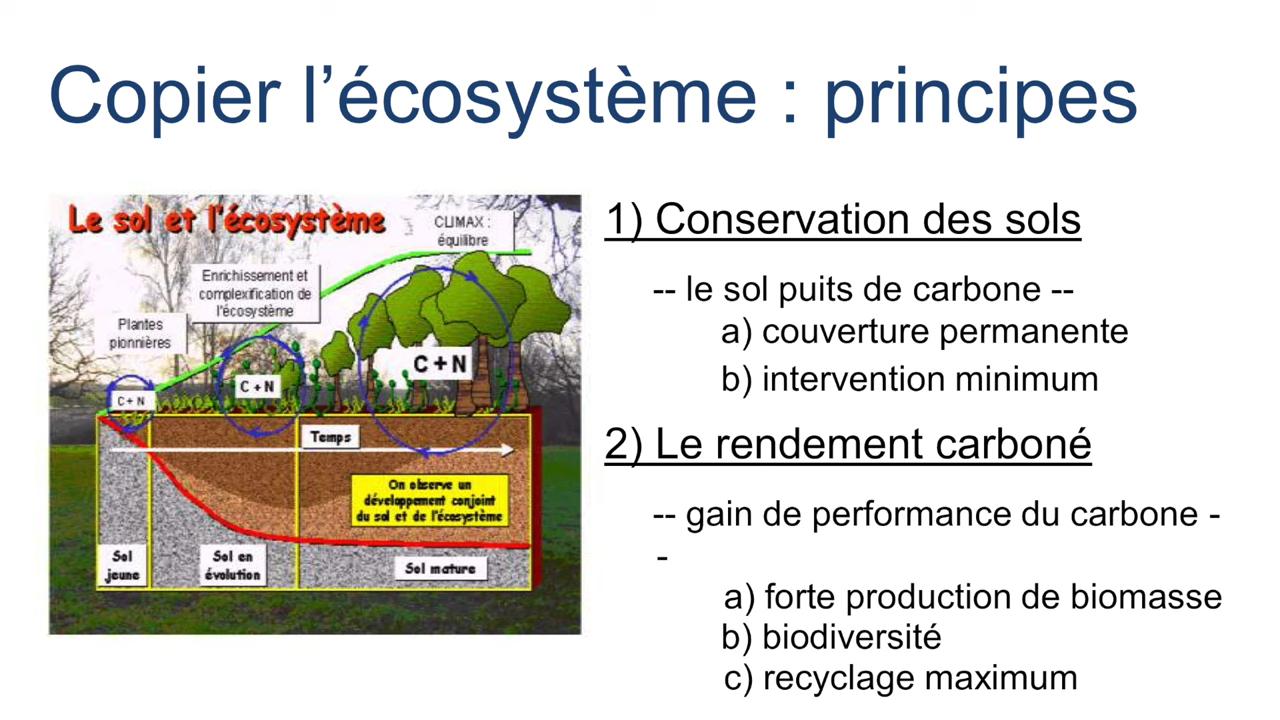 Copier l’écosystème : principes
Le sol et l'écosystème
CLIMAX :
équilibre
Enrichissement et
complexification de
l'écosystème
Plantes
pionnières
C + N
C + N
C + N
Temps
On observe un
développement conjoint
du sol et de l'écosystème
Sol
jeune
Sol en
évolution
Sol mature
1) Conservation des sols
-- le sol puits de carbone --
a) couverture permanente
b) intervention minimum
2) Le rendement carboné
-- gain de performance du carbone -
-
a) forte production de biomasse
b) biodiversité
c) recyclage maximum